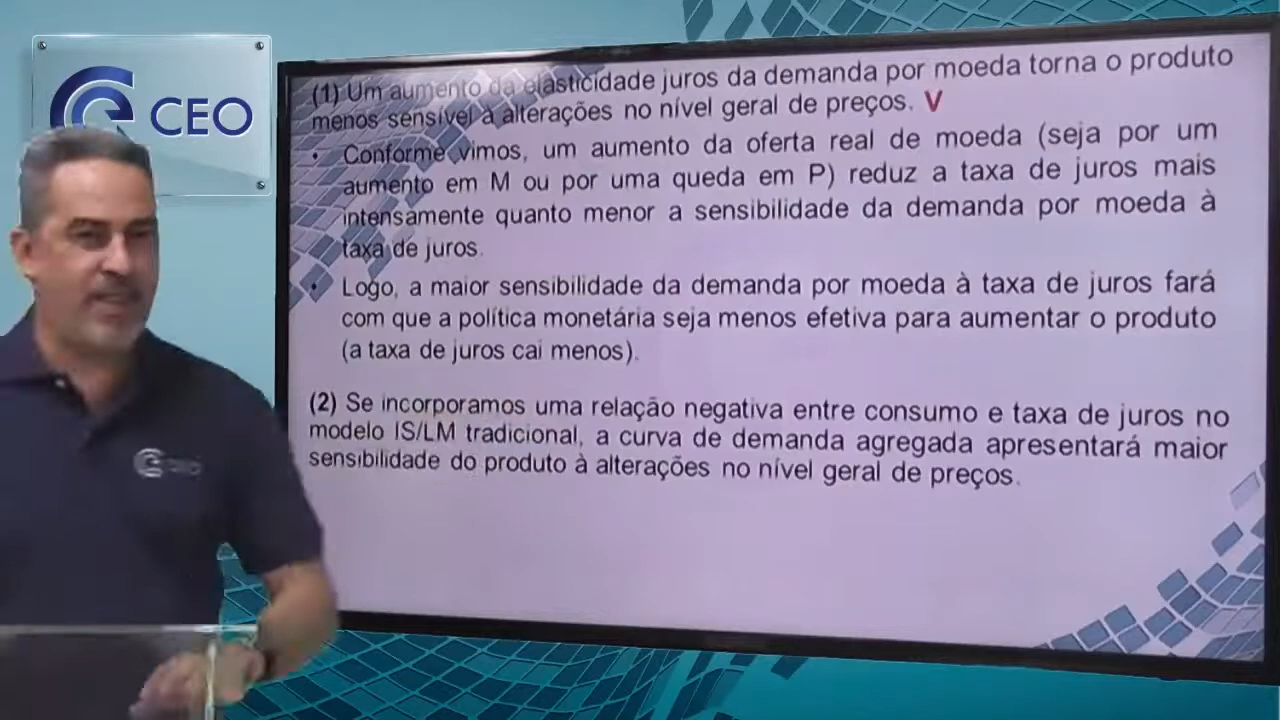 CEO
(1) Um aumento da elasticidade juros da demanda por moeda torna o produto
menos sensível à alterações no nível geral de preços. V
• Conforme vimos, um aumento da oferta real de moeda (seja por um
aumento em M ou por uma queda em P) reduz a taxa de juros mais
intensamente quanto menor a sensibilidade da demanda por moeda à
taxa de juros.
• Logo, a maior sensibilidade da demanda por moeda à taxa de juros fará
com que a política monetária seja menos efetiva para aumentar o produto
(a taxa de juros cai menos).
(2) Se incorporamos uma relação negativa entre consumo e taxa de juros no
modelo IS/LM tradicional, a curva de demanda agregada apresentará maior
sensibilidade do produto à alterações no nível geral de preços.